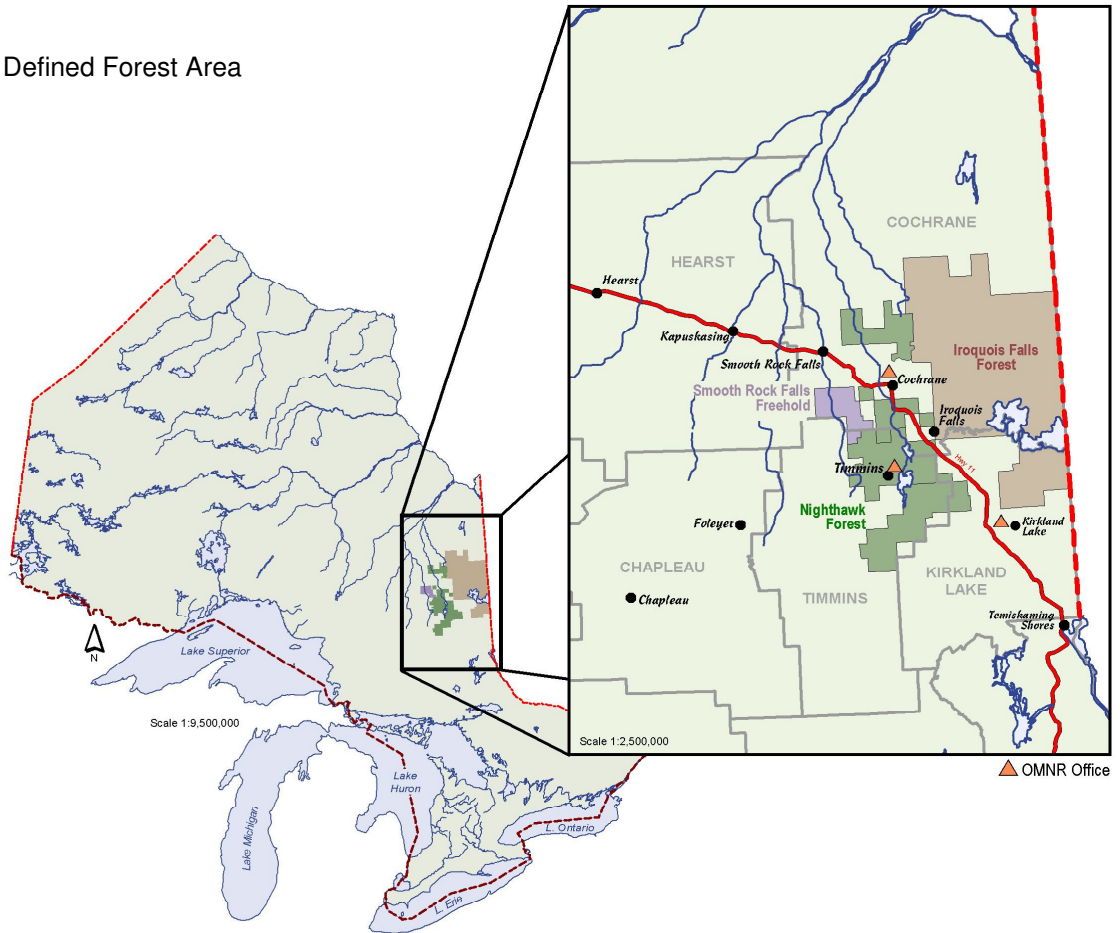 Defined Forest Area
COCHRANE
HEARST
Hearst
Kapuskasing
Smooth Rock Falls
Iroquois Falls
Forest
Cochrane
Smooth Rock Falls
Freehold
Iroquois
Falls
Hwy 11
Timmins
Nighthawk
Forest
Foleyet
Kirkland
Lake
CHAPLEAU
KIRKLAND
LAKE
TIMMINS
Chapleau
Temiskaming
Shores
Scale 1:2,500,000
OMNR Office
N
Lake Superior
Scale 1:9,500,000
Lake
Huron
Lake Michigan
L. Ontario
L. Erie